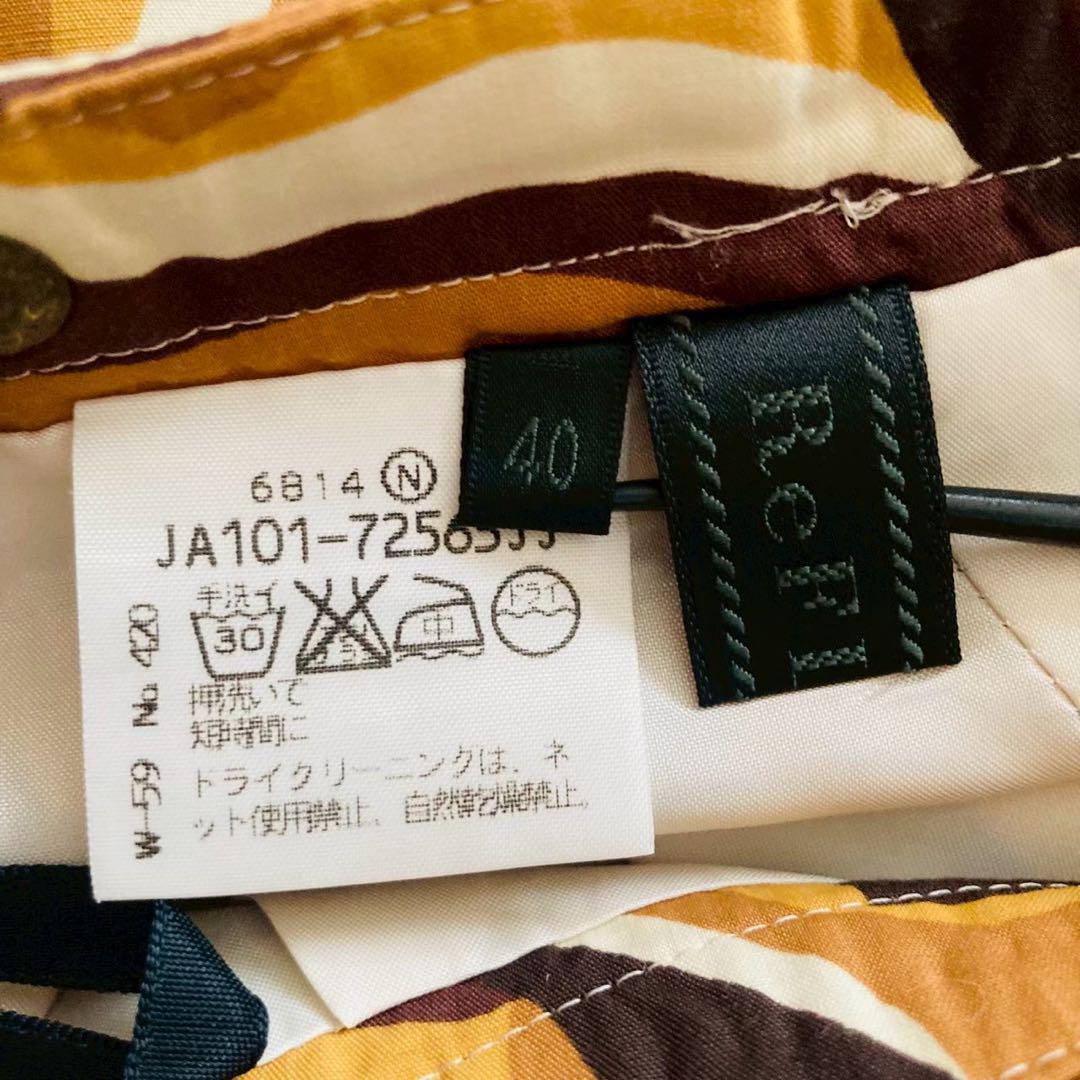 40
ReFl
6814 Ⓝ
JA101-7256
手洗イ
30
中
ドライ
押洗いで
短時間に
ドライクリーニングは、ネ
ット使用禁止、自然乾燥禁止。
W-59 No. 420